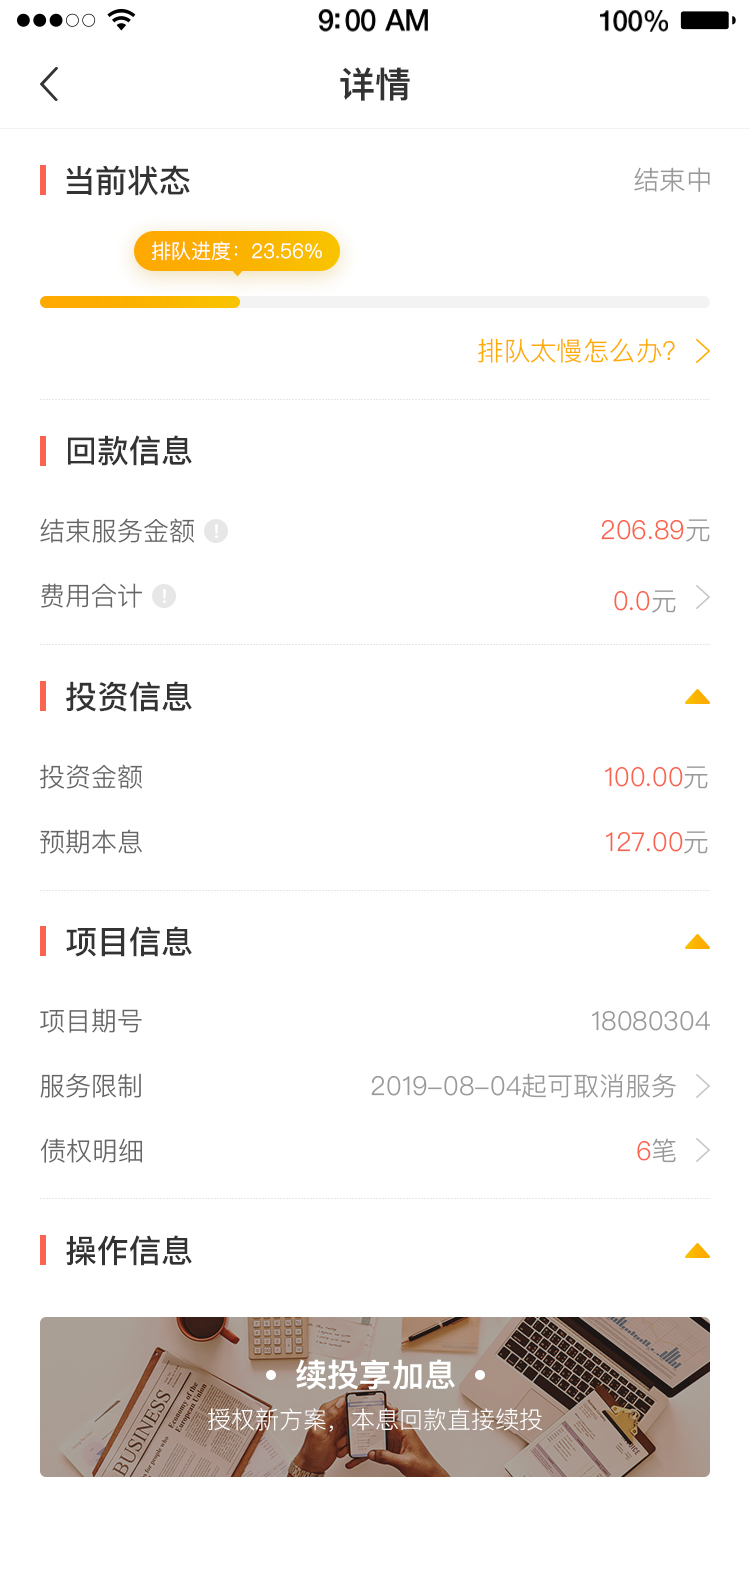 9:00 AM 100%
详情
当前状态 结束中
排队进度：23.56%
排队太慢怎么办？
回款信息
结束服务金额 ! 206.89元
费用合计 ! 0.0元
投资信息
投资金额 100.00元
预期本息 127.00元
项目信息
项目期号 18080304
服务限制 2019-08-04起可取消服务
债权明细 6笔
操作信息
• 续投享加息 •
授权新方案，本息回款直接续投
BUSINESS
Economy of the
European Union